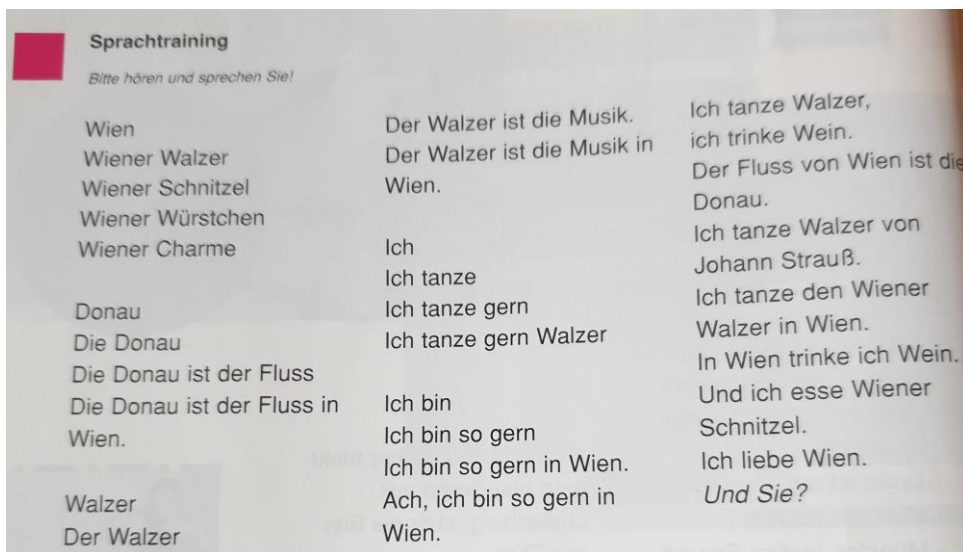 Sprachtraining
Bitte hören und sprechen Sie!
Wien
Wiener Walzer
Wiener Schnitzel
Wiener Würstchen
Wiener Charme
Donau
Die Donau
Die Donau ist der Fluss
Die Donau ist der Fluss in
Wien.
Walzer
Der Walzer
Der Walzer ist die Musik.
Der Walzer ist die Musik in
Wien.
Ich
Ich tanze
Ich tanze gern
Ich tanze gern Walzer
Ich bin
Ich bin so gern
Ich bin so gern in Wien.
Ach, ich bin so gern in
Wien.
Ich tanze Walzer,
ich trinke Wein.
Der Fluss von Wien ist die
Donau.
Ich tanze Walzer von
Johann Strauß.
Ich tanze den Wiener
Walzer in Wien.
In Wien trinke ich Wein.
Und ich esse Wiener
Schnitzel.
Ich liebe Wien.
Und Sie?